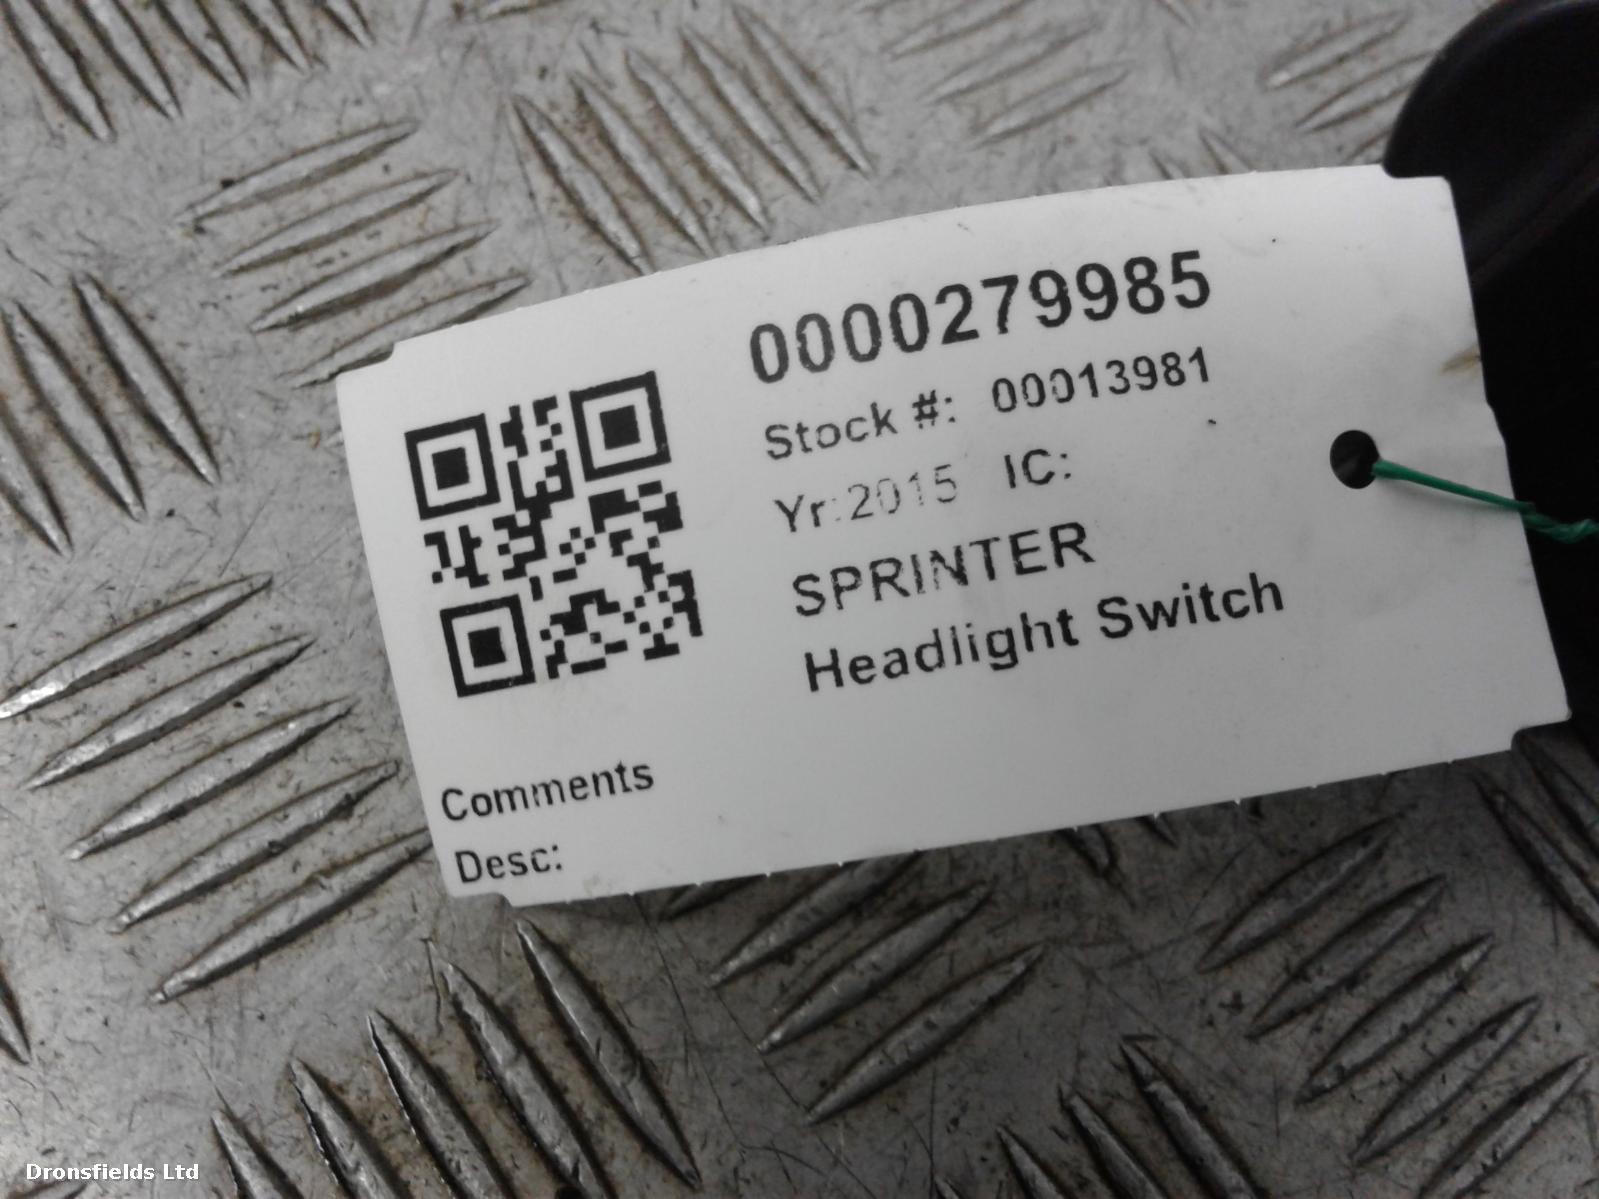 0000279985
Stock #: 00013981
Yr:2015 IC:
SPRINTER
Headlight Switch
Comments
Desc:
Dronsfields Ltd